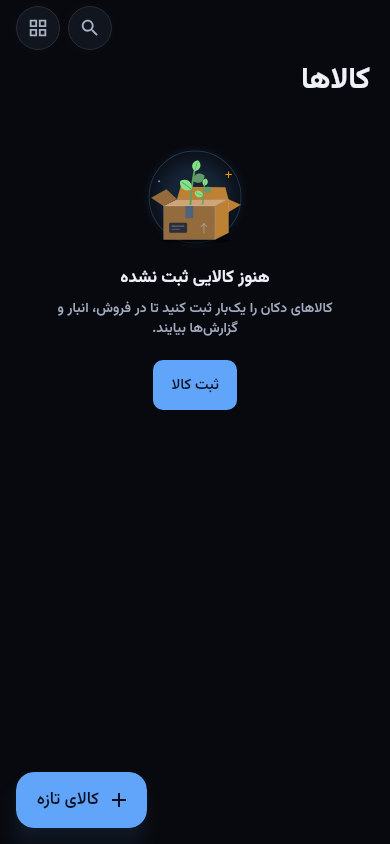 کالاها
هنوز کالایی ثبت نشده
کالاهای دکان را یک‌بار ثبت کنید تا در فروش، انبار و
گزارش‌ها بیایند.
ثبت کالا
کالای تازه